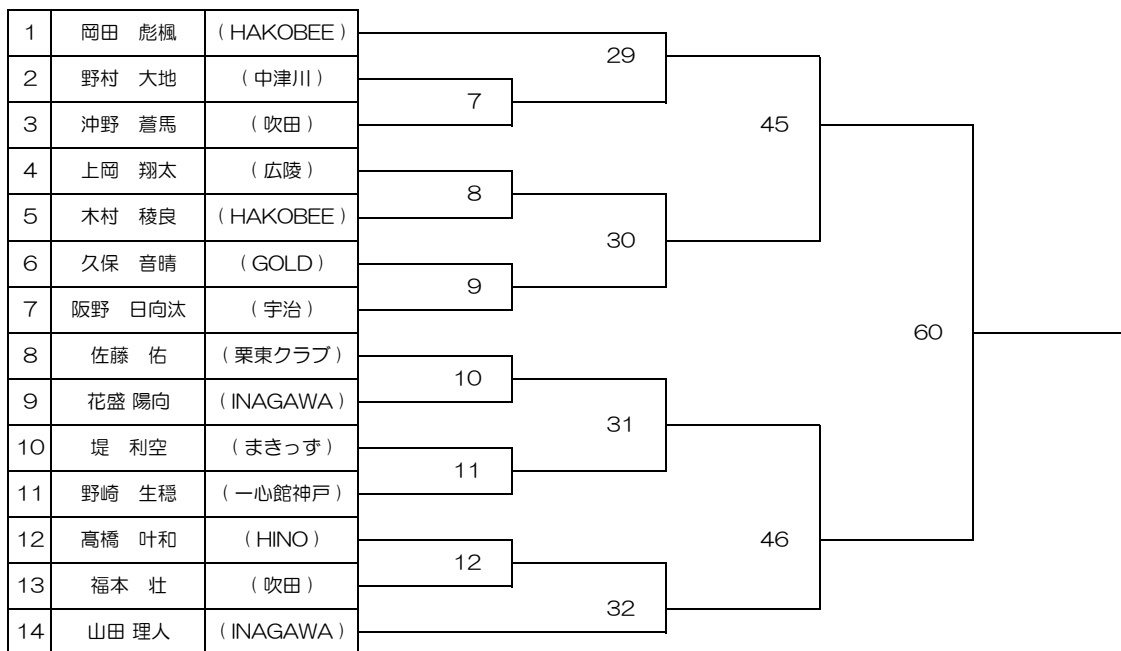 1 岡田 彪楓 （HAKOBEE）
2 野村 大地 （中津川）
3 沖野 蒼馬 （吹田）
4 上岡 翔太 （広陵）
5 木村 稜良 （HAKOBEE）
6 久保 音晴 （GOLD）
7 阪野 日向汰 （宇治）
8 佐藤 佑 （栗東クラブ）
9 花盛 陽向 （INAGAWA）
10 堤 利空 （まきっず）
11 野崎 生穏 （一心館神戸）
12 髙橋 叶和 （HINO）
13 福本 壮 （吹田）
14 山田 理人 （INAGAWA）
7
8
9
10
11
12
29
30
31
32
45
46
60